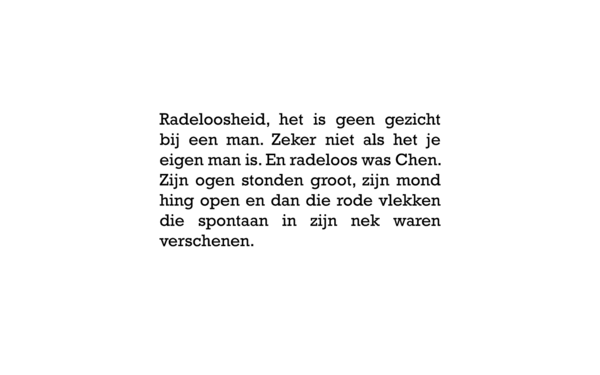 Radeloosheid, het is geen gezicht
bij een man. Zeker niet als het je
eigen man is. En radeloos was Chen.
Zijn ogen stonden groot, zijn mond
hing open en dan die rode vlekken
die spontaan in zijn nek waren
verschenen.